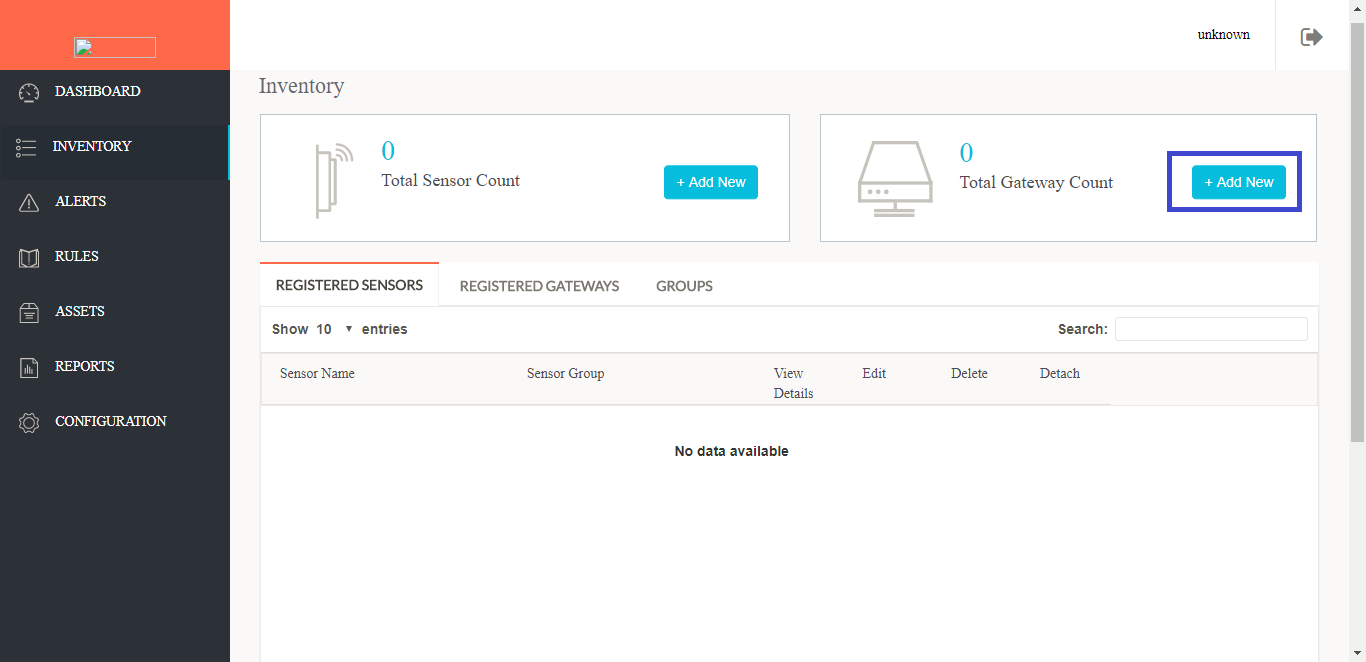 unknown
DASHBOARD
INVENTORY
ALERTS
RULES
ASSETS
REPORTS
CONFIGURATION
Inventory
0
Total Sensor Count
+ Add New
0
Total Gateway Count
+ Add New
REGISTERED SENSORS REGISTERED GATEWAYS GROUPS
Show 10 ▼ entries Search:
Sensor Name Sensor Group View Details Edit Delete Detach
No data available